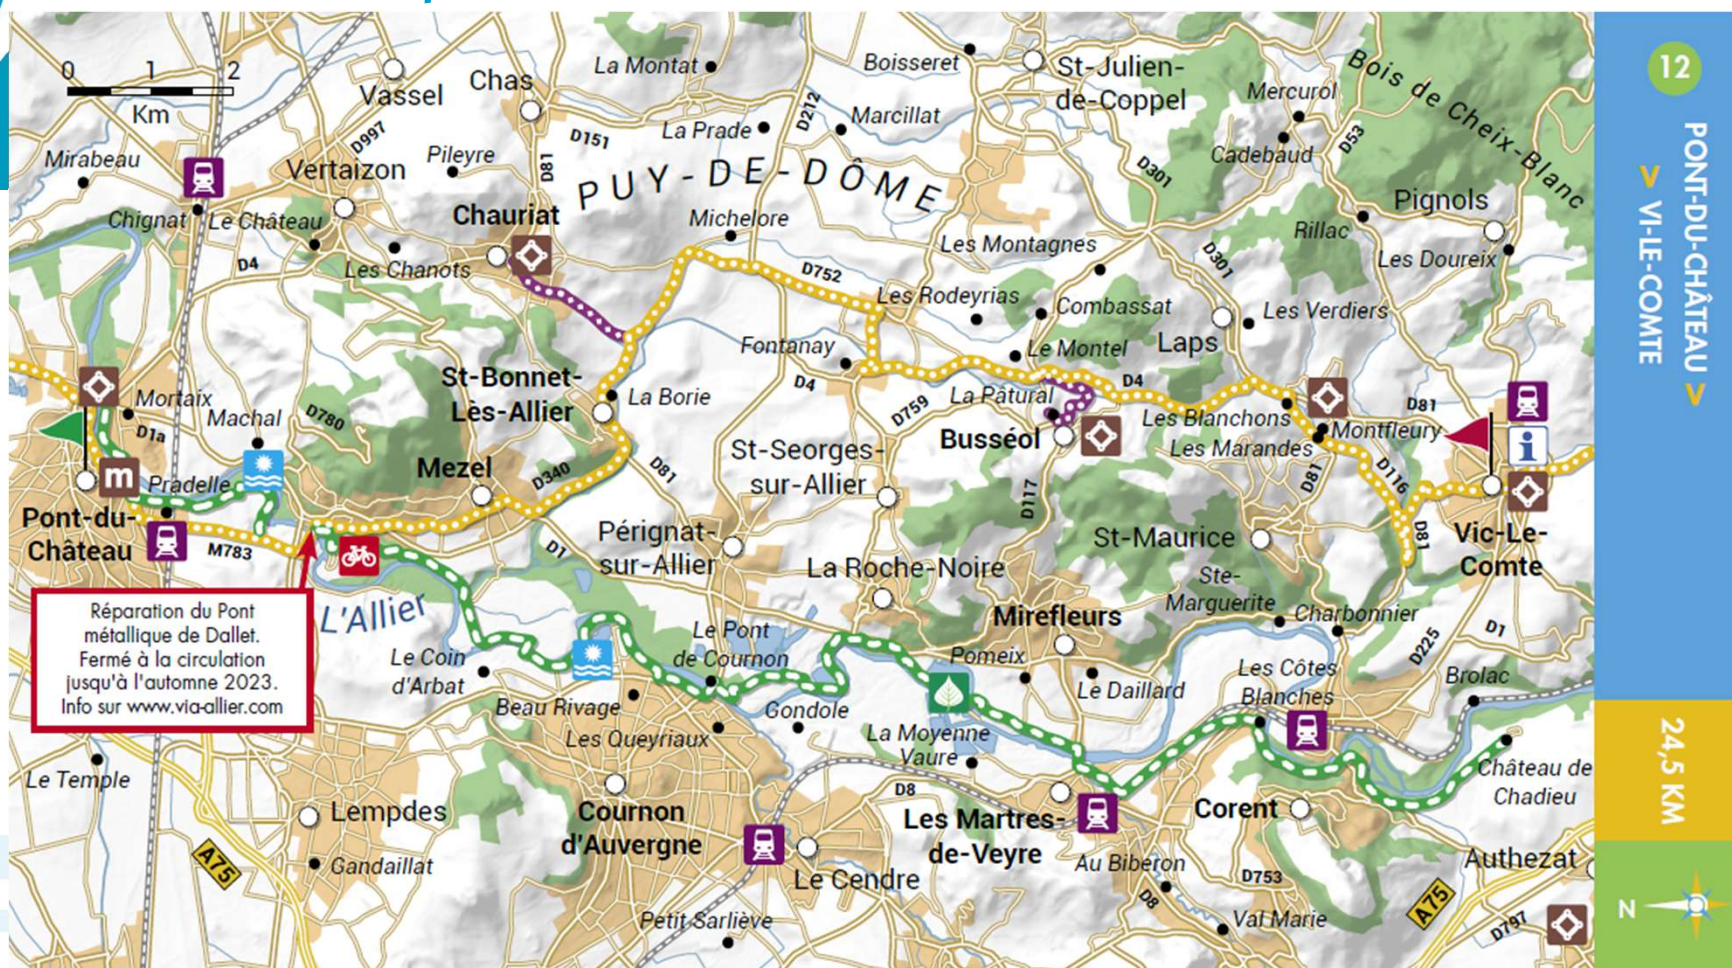 0 1 2
Km
Vassel
Chas
La Montat
Boisseret
St-Julien-
de-Coppel
Mercurol
Bois de Cheix-Blanc
D997
D151
La Prade
D212
Marcillat
Cadebaud
D53
Mirabeau
Vertaizon
Pileyre
D81
PUY-DE-DÔME
D301
Pignols
Chignat
Le Château
Chauriat
Michelore
Les Montagnes
Rillac
D4
Les Chanots
D752
D301
Les Doureix
Les Rodeyrias
Combassat
Les Verdiers
Fontanay
Le Montel
Laps
St-Bonnet-
Lès-Allier
La Borie
D4
D4
Mortaix
Machal
D780
D759
La Pâtural
Les Blanchons
D81
D1a
Busséol
Montfleury
Les Marandes
m
Pradelle
Mezel
D340
D81
St-Seorges-
sur-Allier
D117
D81
D116
i
Pont-du-
Château
M783
D1
Pérignat-
sur-Allier
St-Maurice
D81
Vic-Le-
Comte
La Roche-Noire
Ste-
Marguerite
Réparation du Pont
métallique de Dallet.
Fermé à la circulation
jusqu'à l'automne 2023.
Info sur www.via-allier.com
L'Allier
Mirefleurs
Charbonnier
D1
D225
Le Pont
de Cournon
Le Coin
d'Arbat
Pomeix
Les Côtes
Blanches
Brolac
Le Daillard
Beau Rivage
Gondole
Les Queyriaux
La Moyenne
Vaure
Le Temple
D8
Château de
Chadieu
Lempdes
Cournon
d'Auvergne
Les Martres-
de-Veyre
Corent
Gandaillat
A75
Le Cendre
Au Biberon
D753
Authezat
Petit Sarliève
D8
Val Marie
A75
D797
12
PONT-DU-CHÂTEAU >
> VI-LE-COMTE
24,5 KM
N